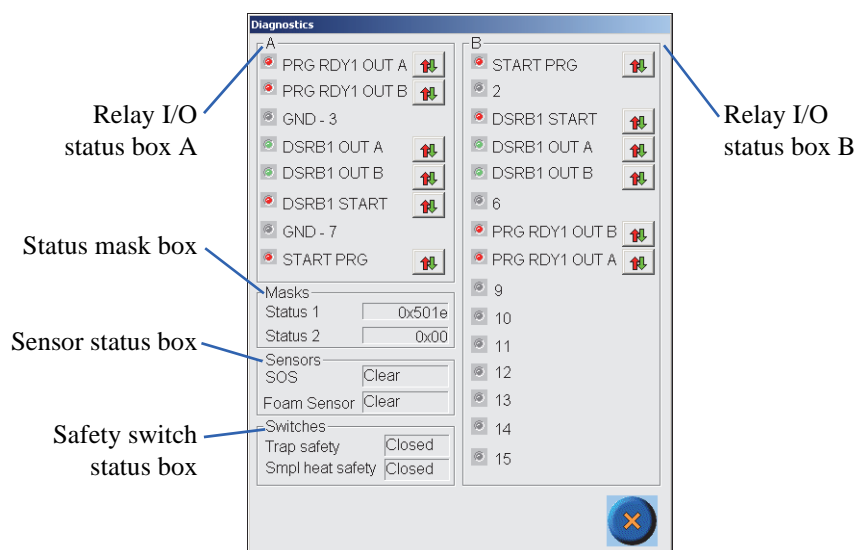 Diagnostics
A
PRG RDY1 OUT A
PRG RDY1 OUT B
GND - 3
DSRB1 OUT A
DSRB1 OUT B
DSRB1 START
GND - 7
START PRG
Masks
Status 1 0x501e
Status 2 0x00
Sensors
SOS Clear
Foam Sensor Clear
Switches
Trap safety Closed
Smpl heat safety Closed
B
START PRG
2
DSRB1 START
DSRB1 OUT A
DSRB1 OUT B
6
PRG RDY1 OUT B
PRG RDY1 OUT A
9
10
11
12
13
14
15
Relay I/O
status box A
Status mask box
Sensor status box
Safety switch
status box
Relay I/O
status box B